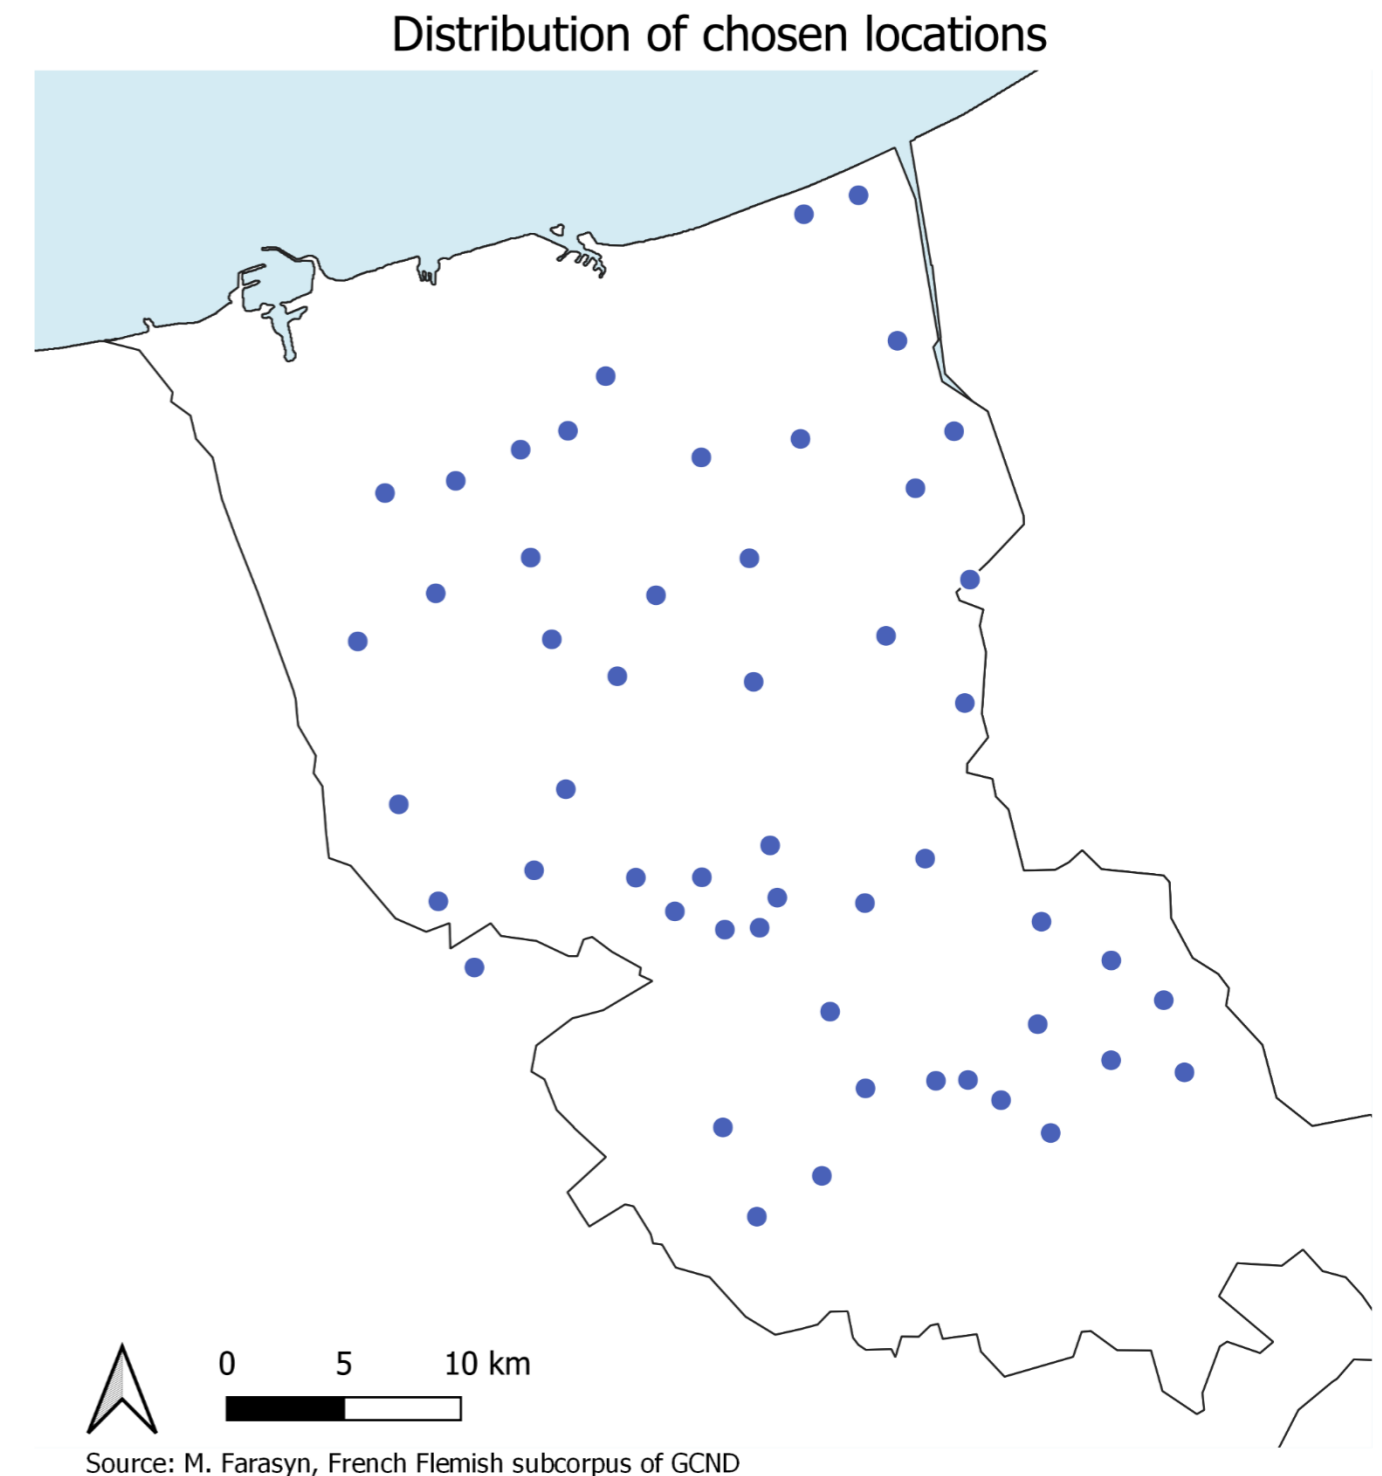 Distribution of chosen locations
0 5 10 km
Source: M. Farasyn, French Flemish subcorpus of GCND